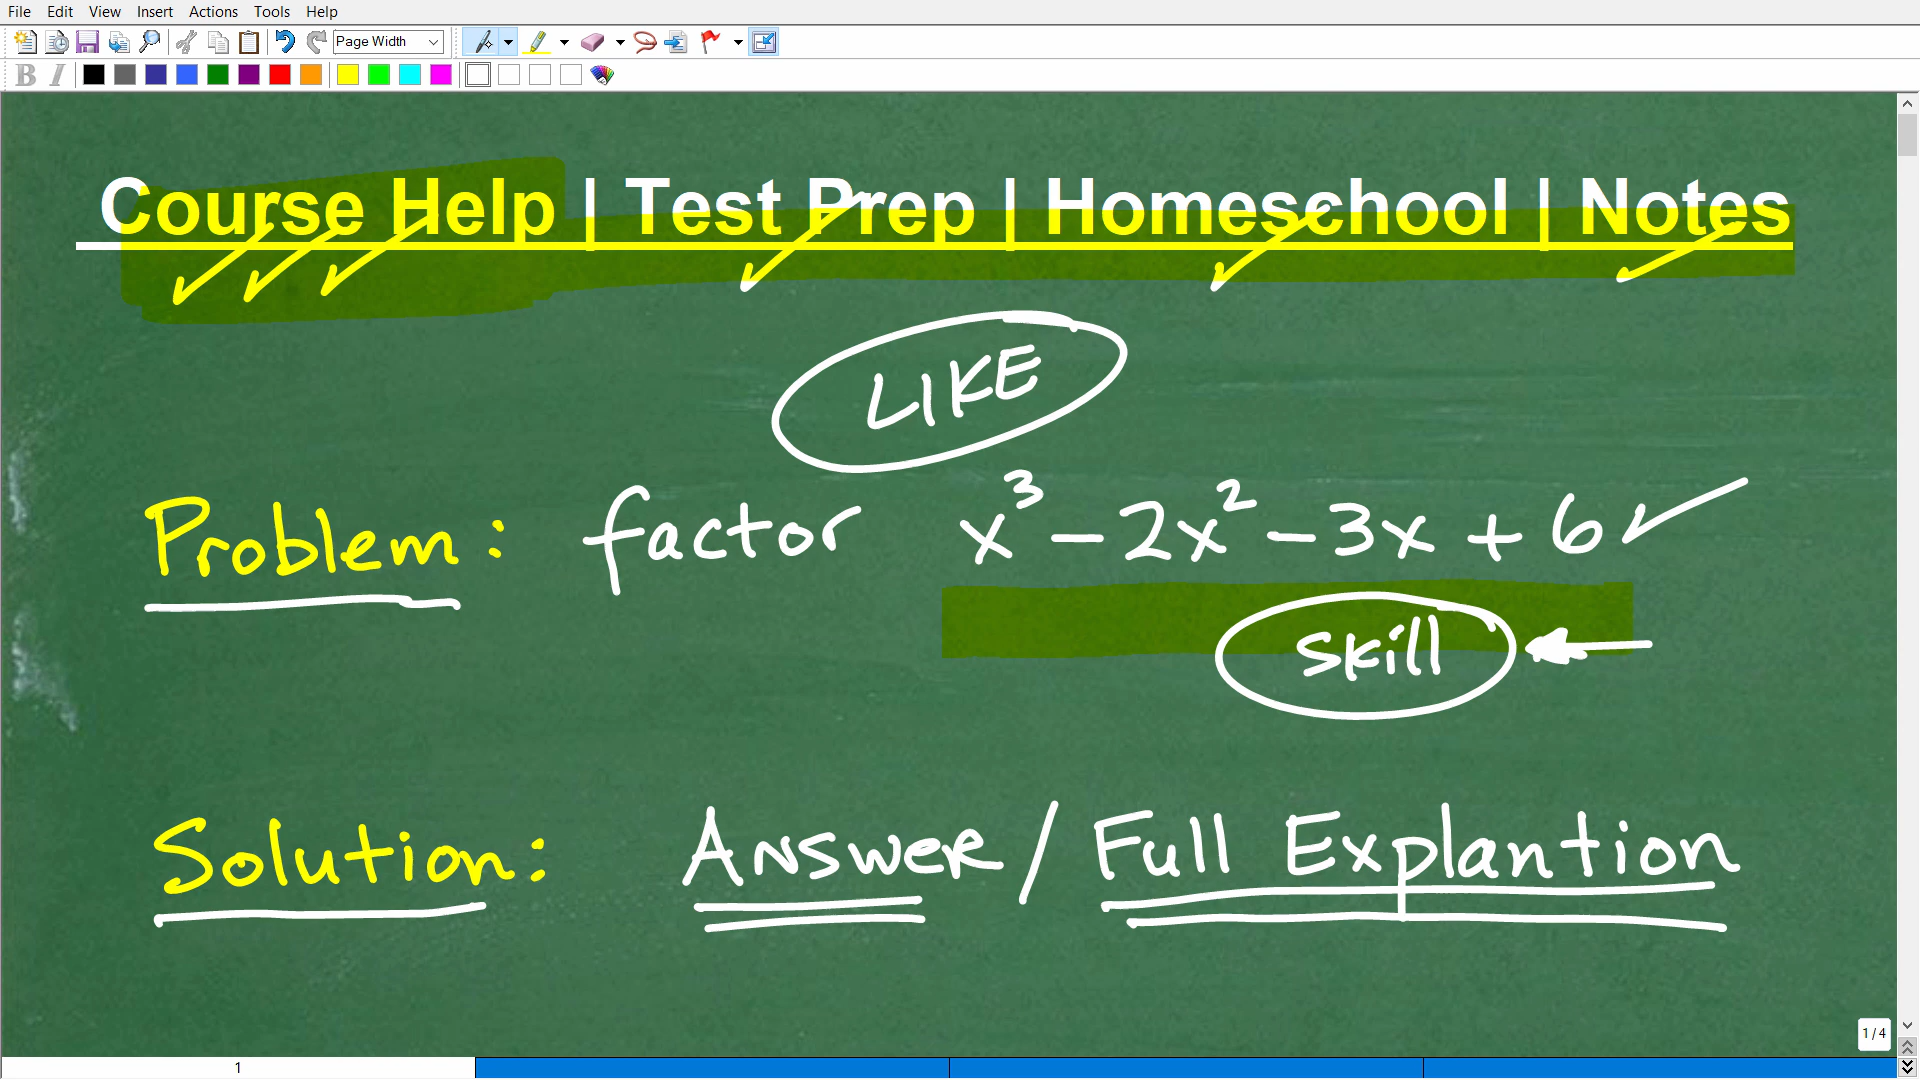 File Edit View Insert Actions Tools Help
Page Width
B I
Course Help | Test Prep | Homeschool | Notes
LIKE
Problem: factor x³ − 2x² − 3x + 6
skill
Solution: Answer / Full Explantion
1 / 4
1